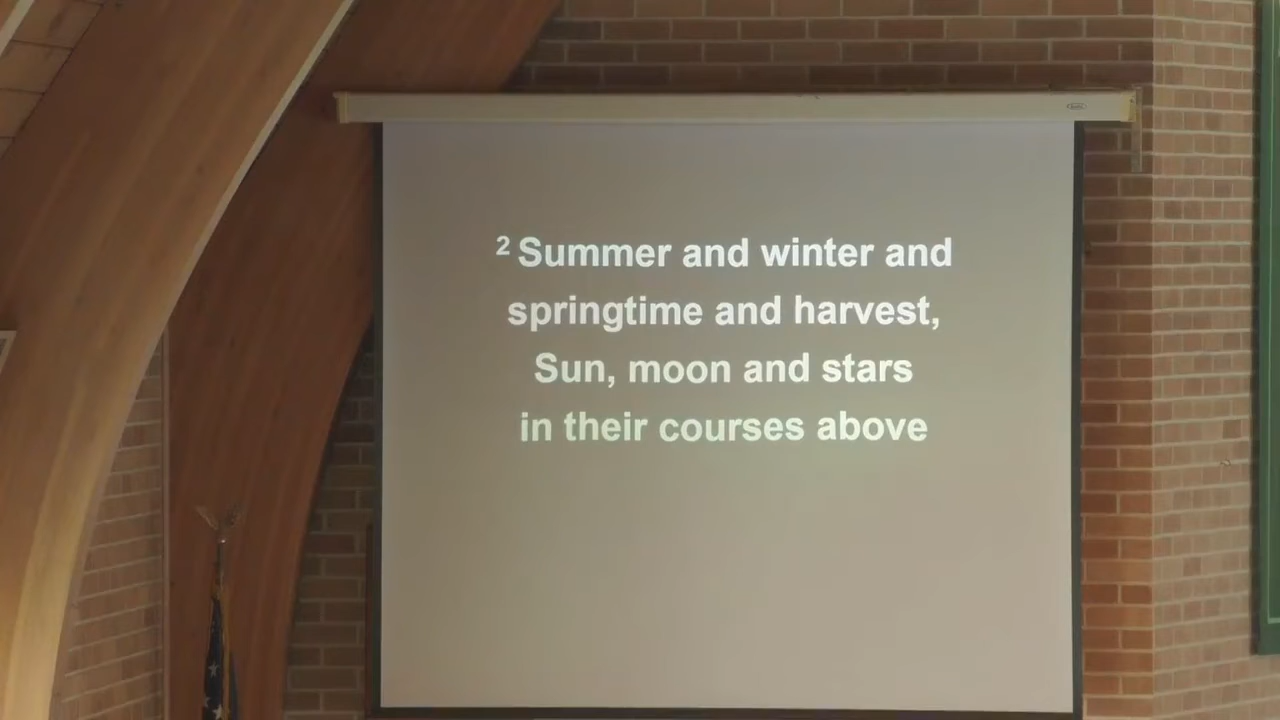 ² Summer and winter and
springtime and harvest,
Sun, moon and stars
in their courses above